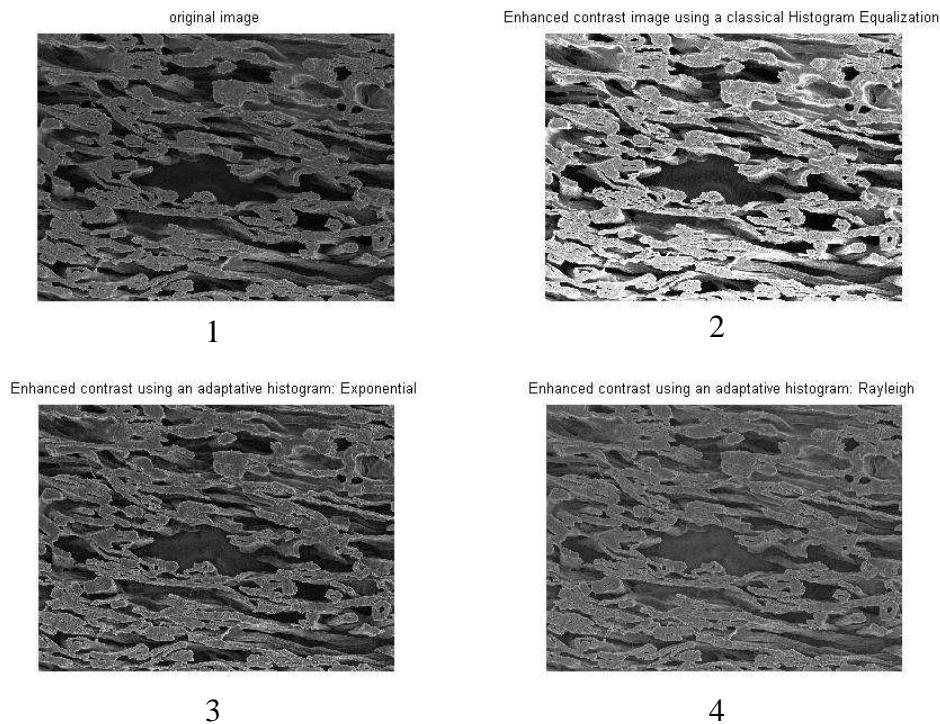 original image
Enhanced contrast image using a classical Histogram Equalization
1
2
Enhanced contrast using an adaptative histogram: Exponential
Enhanced contrast using an adaptative histogram: Rayleigh
3
4